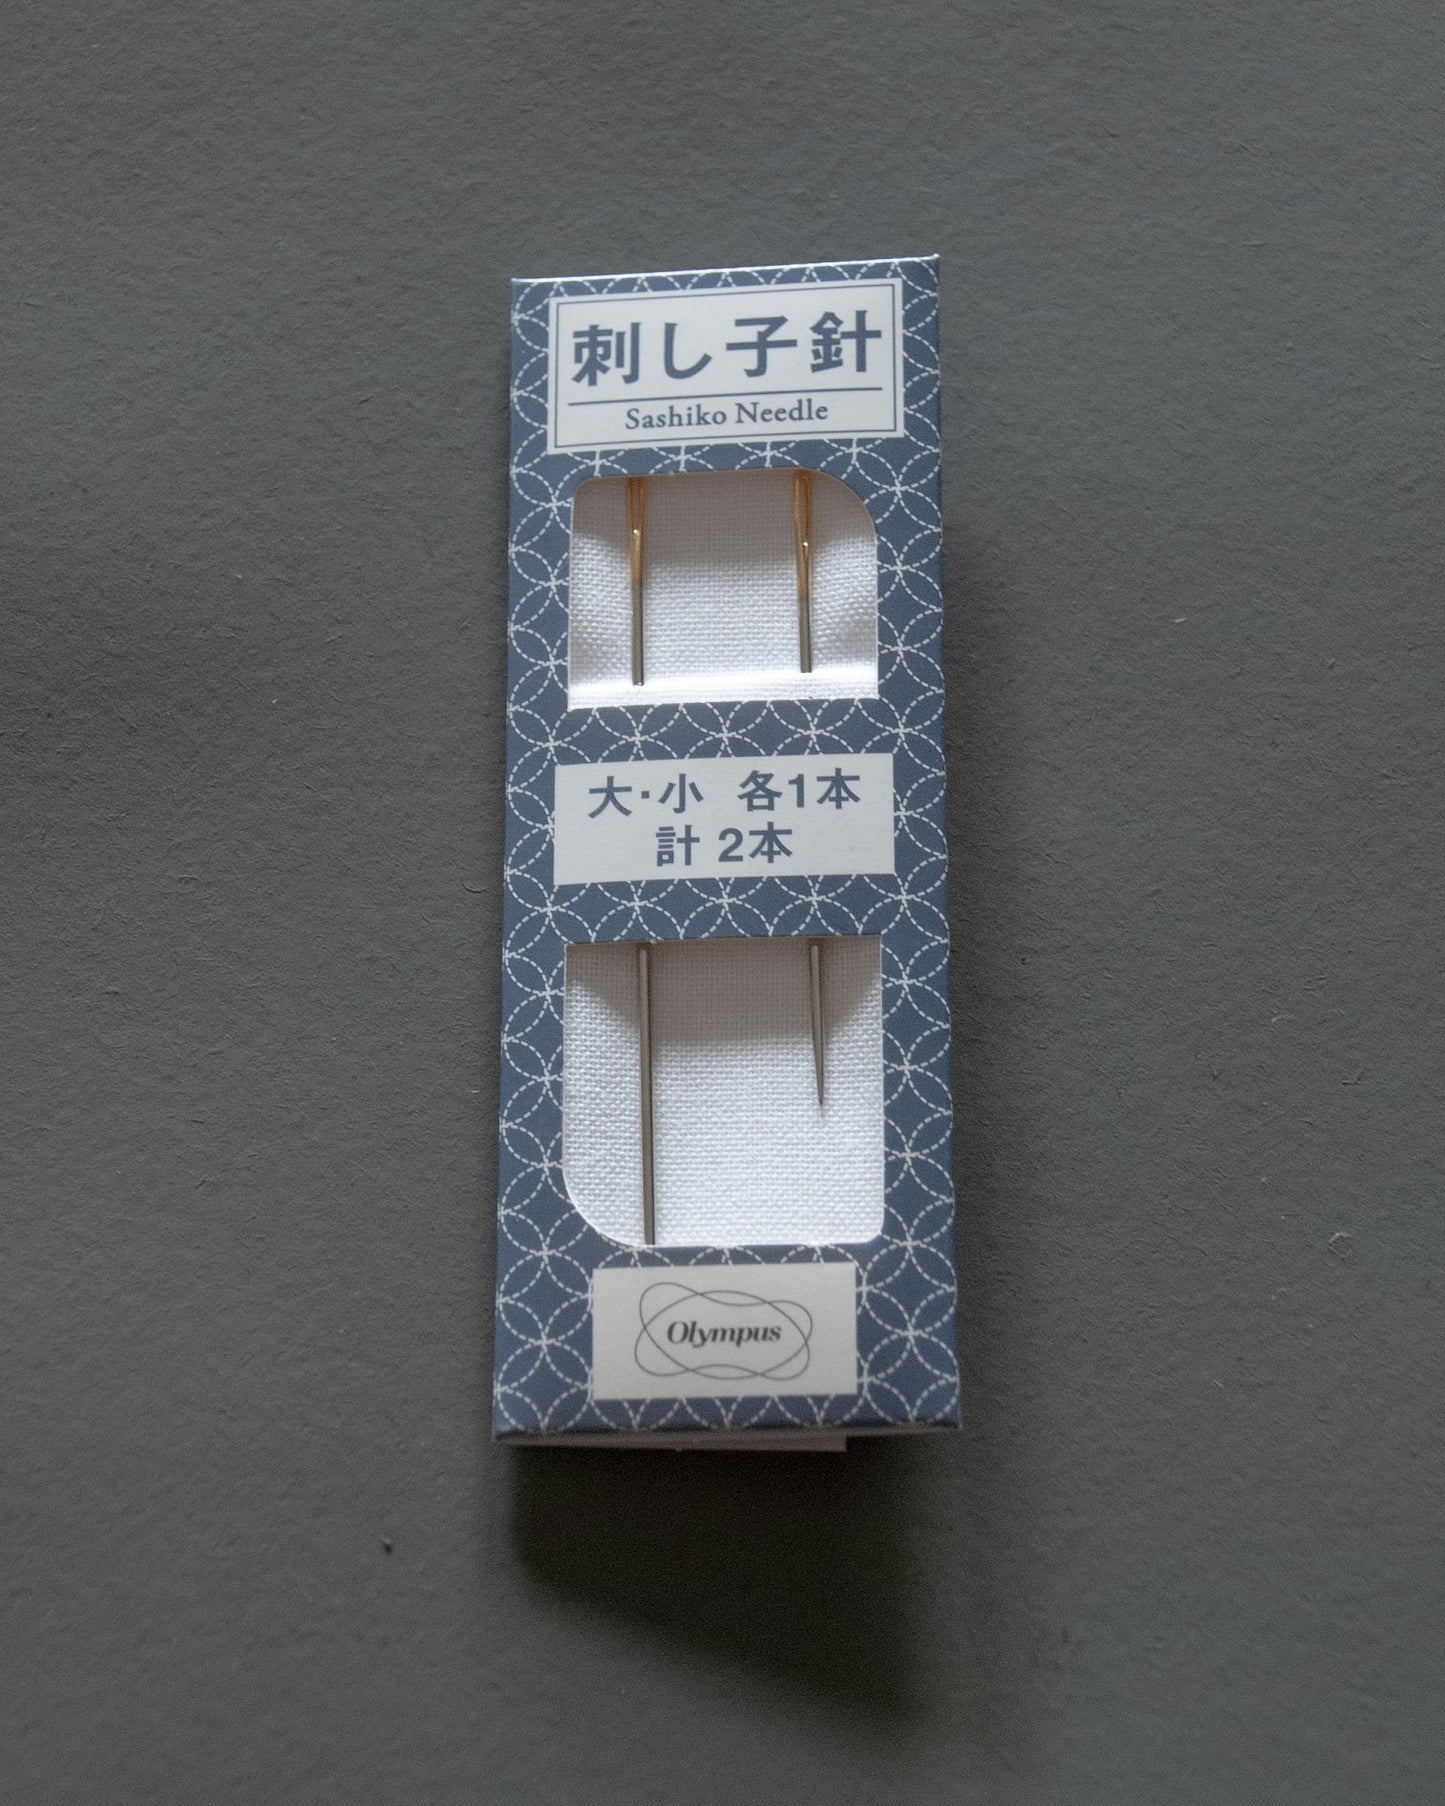 刺し子針
Sashiko Needle
大・小 各1本
計 2本
Olympus